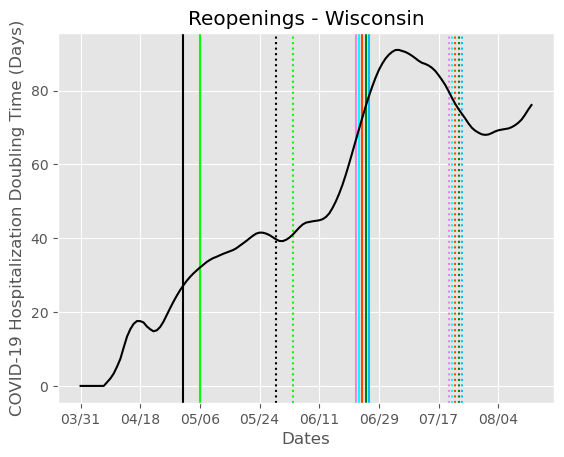 Reopenings - Wisconsin
COVID-19 Hospitalization Doubling Time (Days)
80
60
40
20
0
03/31 04/18 05/06 05/24 06/11 06/29 07/17 08/04
Dates